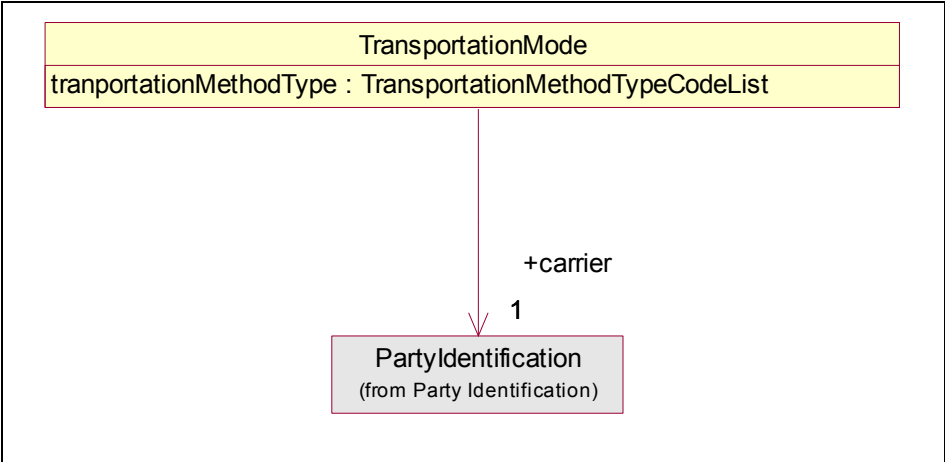 TransportationMode
tranportationMethodType : TransportationMethodTypeCodeList
+carrier
1
PartyIdentification
(from Party Identification)